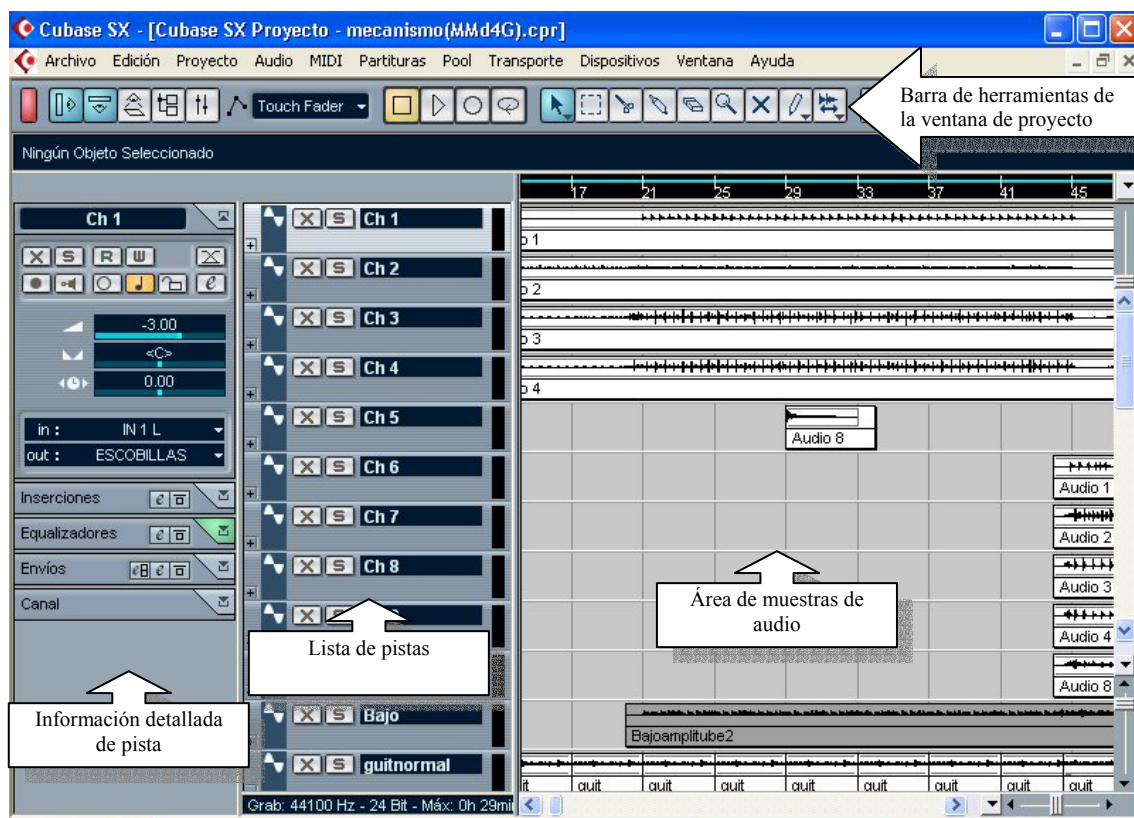 Cubase SX - [Cubase SX Proyecto - mecanismo(MMd4G).cpr]
Archivo Edición Proyecto Audio MIDI Partituras Pool Transporte Dispositivos Ventana Ayuda
Touch Fader
Barra de herramientas de
la ventana de proyecto
Ningún Objeto Seleccionado
17 21 25 29 33 37 41 45
Ch 1
X S R W
e
-3.00
<C>
0.00
in : IN 1 L
out : ESCOBILLAS
Inserciones e
Equalizadores e
Envíos e e
Canal
Información detallada
de pista
X S Ch 1
X S Ch 2
X S Ch 3
X S Ch 4
X S Ch 5
X S Ch 6
X S Ch 7
X S Ch 8
X S
Lista de pistas
X S Bajo
X S guitnormal
o 1
o 2
o 3
o 4
Audio 8
Audio 1
Audio 2
Audio 3
Audio 4
Audio 8
Área de muestras de
audio
Bajoamplitube2
it guit guit guit guit guit guit guit guit
Grab: 44100 Hz - 24 Bit - Máx: 0h 29mi